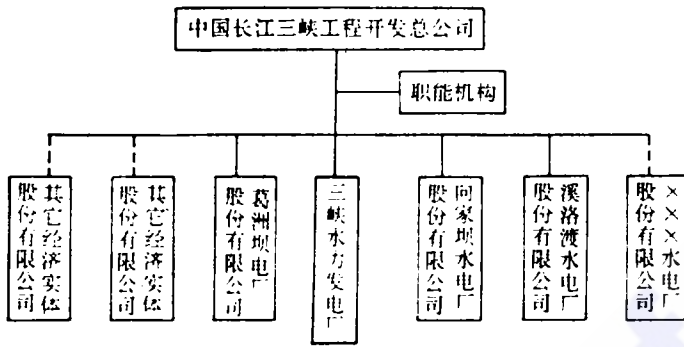 中国长江三峡工程开发总公司
职能机构
其它经济实体
股份有限公司
其它经济实体
股份有限公司
葛洲坝电厂
股份有限公司
三峡水力发电厂
向家坝水电厂
股份有限公司
溪洛渡水电厂
股份有限公司
×××水电厂
股份有限公司